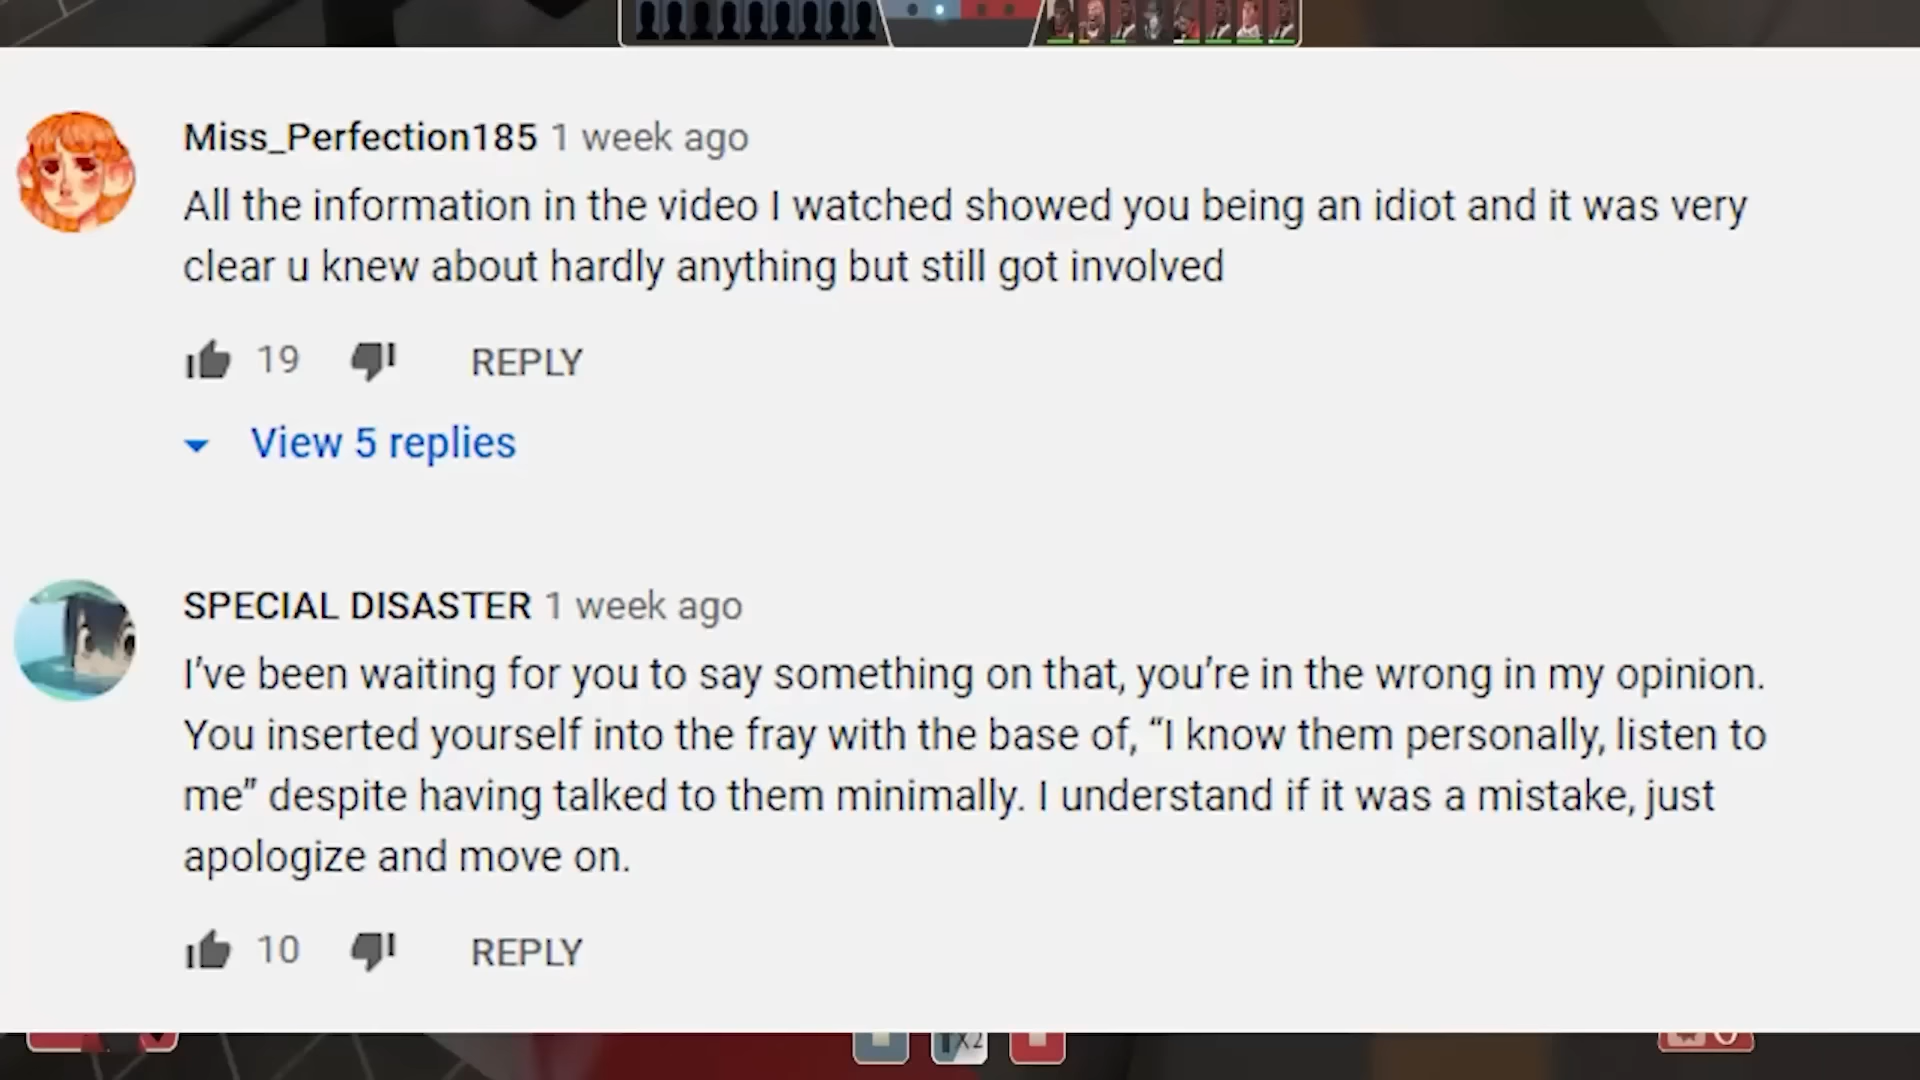 Miss_Perfection185 1 week ago
All the information in the video I watched showed you being an idiot and it was very
clear u knew about hardly anything but still got involved
19 REPLY
View 5 replies
SPECIAL DISASTER 1 week ago
I’ve been waiting for you to say something on that, you’re in the wrong in my opinion.
You inserted yourself into the fray with the base of, “I know them personally, listen to
me” despite having talked to them minimally. I understand if it was a mistake, just
apologize and move on.
10 REPLY
X2